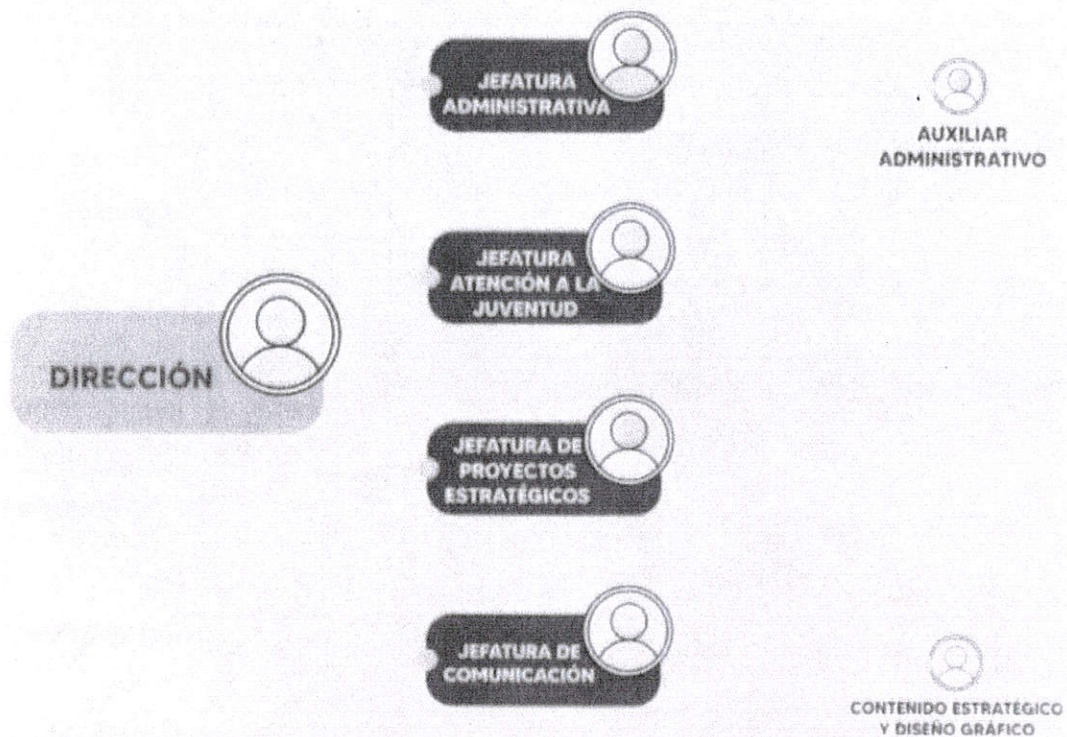 JEFATURA
ADMINISTRATIVA
AUXILIAR
ADMINISTRATIVO
JEFATURA
ATENCIÓN A LA
JUVENTUD
DIRECCIÓN
JEFATURA DE
PROYECTOS
ESTRATÉGICOS
JEFATURA DE
COMUNICACIÓN
CONTENIDO ESTRATÉGICO
Y DISEÑO GRÁFICO